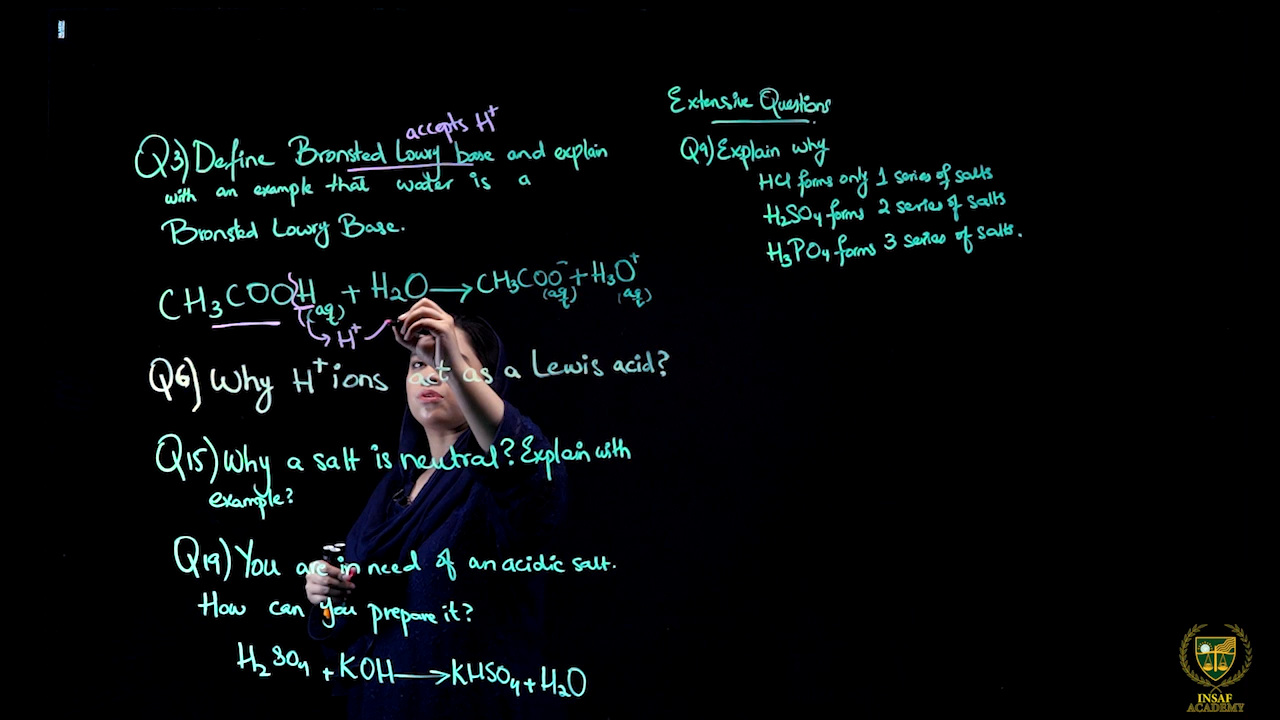 accepts H⁺
Q3) Define Bronsted Lowry base and explain
with an example that water is a
Bronsted Lowry Base.
CH₃COOH(aq) + H₂O → CH₃COO⁻(aq) + H₃O⁺(aq)
H⁺
Q6) Why H⁺ ions act as a Lewis acid?
Q15) Why a salt is neutral? Explain with
example?
Q19) You are in need of an acidic salt.
How can you prepare it?
H₂SO₄ + KOH → KHSO₄ + H₂O
Extensive Questions
Q9) Explain why
HCl forms only 1 series of salts
H₂SO₄ forms 2 series of salts
H₃PO₄ forms 3 series of salts.
INSAF
ACADEMY